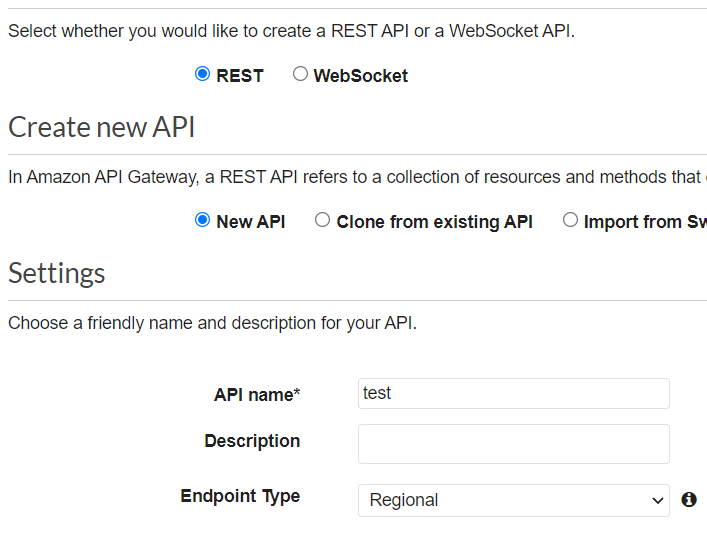 Select whether you would like to create a REST API or a WebSocket API.
REST WebSocket
Create new API
In Amazon API Gateway, a REST API refers to a collection of resources and methods that
New API Clone from existing API Import from Sw
Settings
Choose a friendly name and description for your API.
API name* test
Description
Endpoint Type Regional